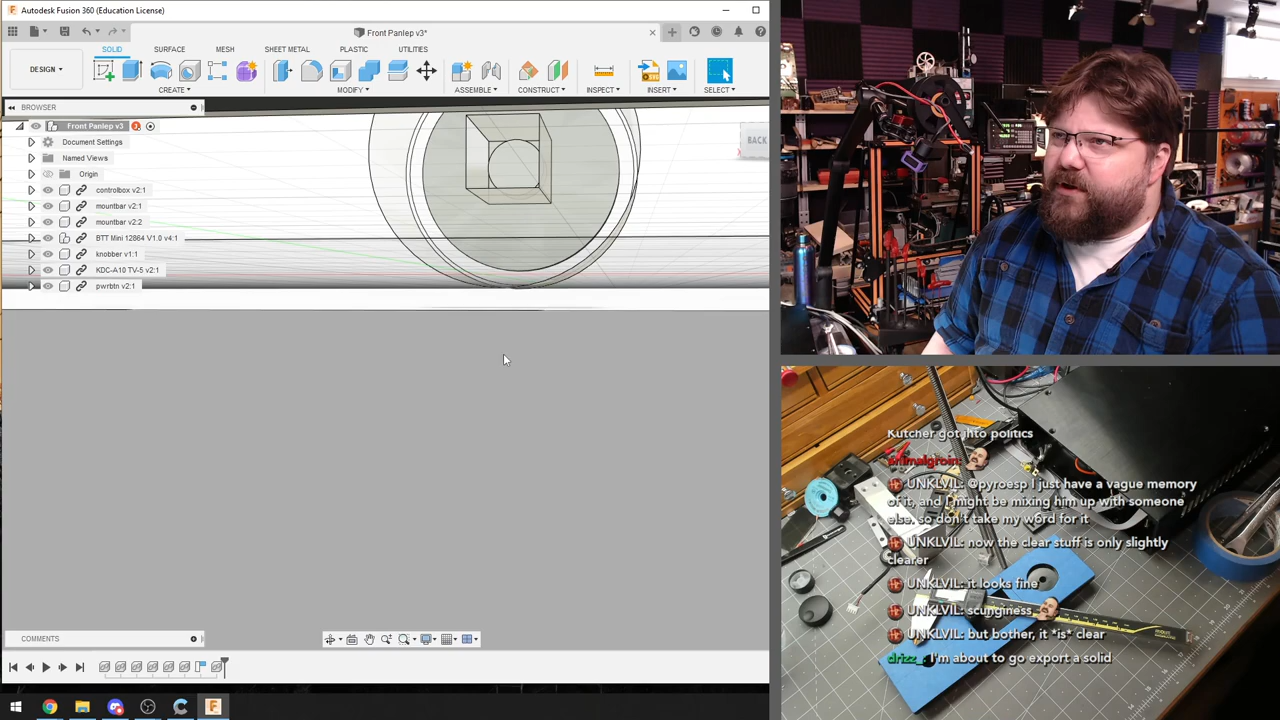 Autodesk Fusion 360 (Education License)
Front Panlep v3*
DESIGN
SOLID
SURFACE
MESH
SHEET METAL
PLASTIC
UTILITIES
CREATE
MODIFY
ASSEMBLE
CONSTRUCT
INSPECT
INSERT
SELECT
BROWSER
Front Panlep v3
Document Settings
Named Views
Origin
controlbox v2:1
mountbar v2:1
mountbar v2:2
BTT Mini 12864 V1.0 v4:1
knobber v1:1
KDC-A10 TV-5 v2:1
pwrbtn v2:1
BACK
COMMENTS
Kutcher got into politics
animalgroin:
UNKLVIL: @pyroesp I just have a vague memory
of it, and I might be mixing him up with someone
else. so don't take my word for it
UNKLVIL: now the clear stuff is only slightly
clearer
UNKLVIL: it looks fine
UNKLVIL: scunginess
UNKLVIL: but bother, it *is* clear
drizz_: I'm about to go export a solid